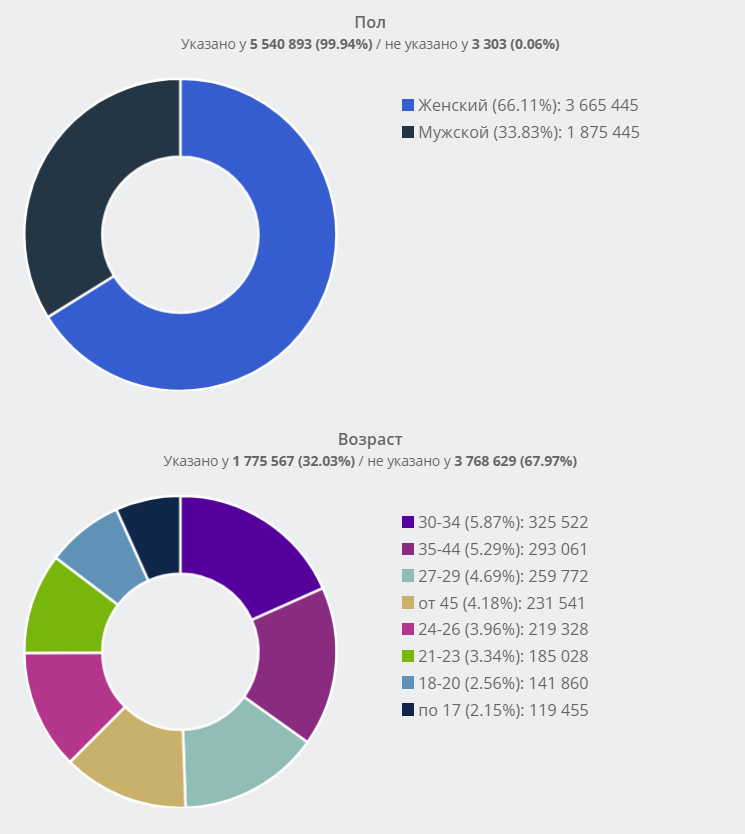 Пол
Указано у 5 540 893 (99.94%) / не указано у 3 303 (0.06%)
Женский (66.11%): 3 665 445
Мужской (33.83%): 1 875 445
Возраст
Указано у 1 775 567 (32.03%) / не указано у 3 768 629 (67.97%)
30-34 (5.87%): 325 522
35-44 (5.29%): 293 061
27-29 (4.69%): 259 772
от 45 (4.18%): 231 541
24-26 (3.96%): 219 328
21-23 (3.34%): 185 028
18-20 (2.56%): 141 860
по 17 (2.15%): 119 455